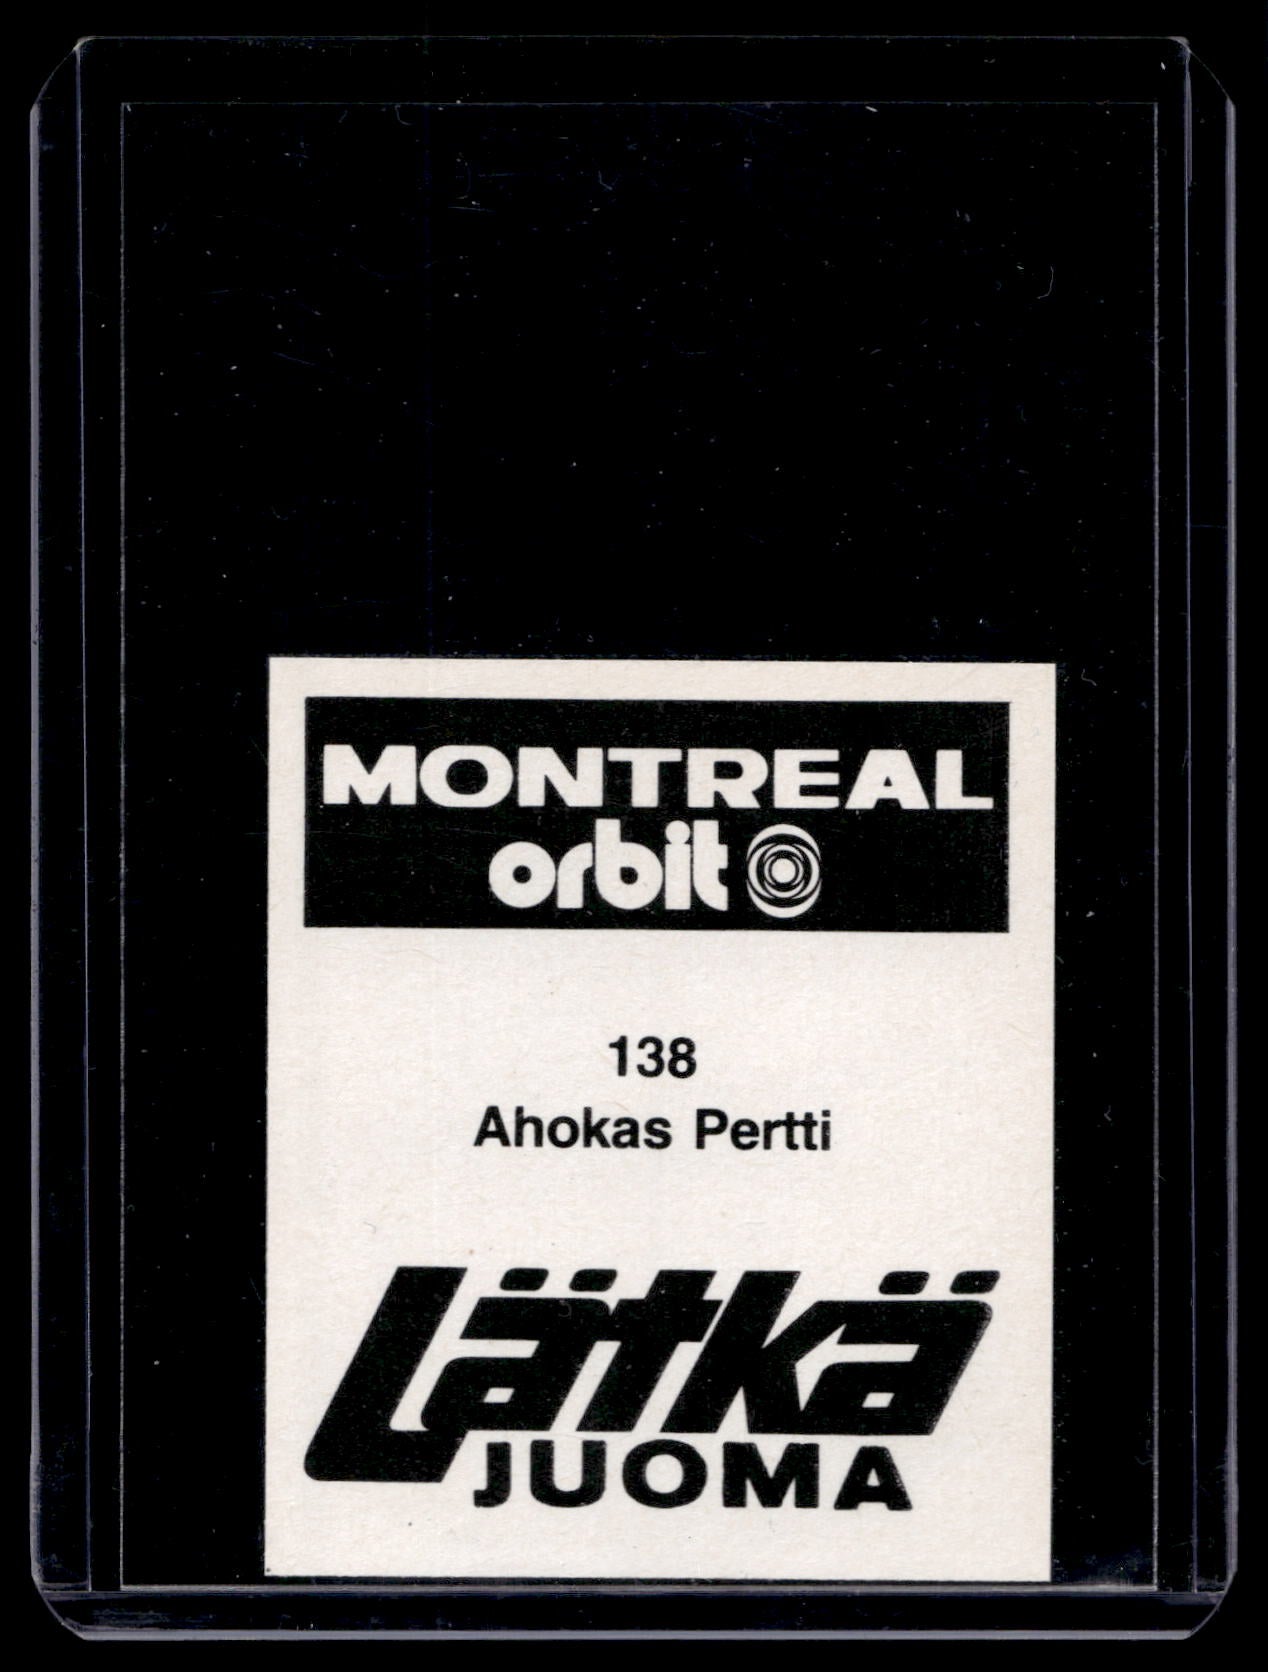 MONTREAL
orbit
138
Ahokas Pertti
Lätkä
JUOMA